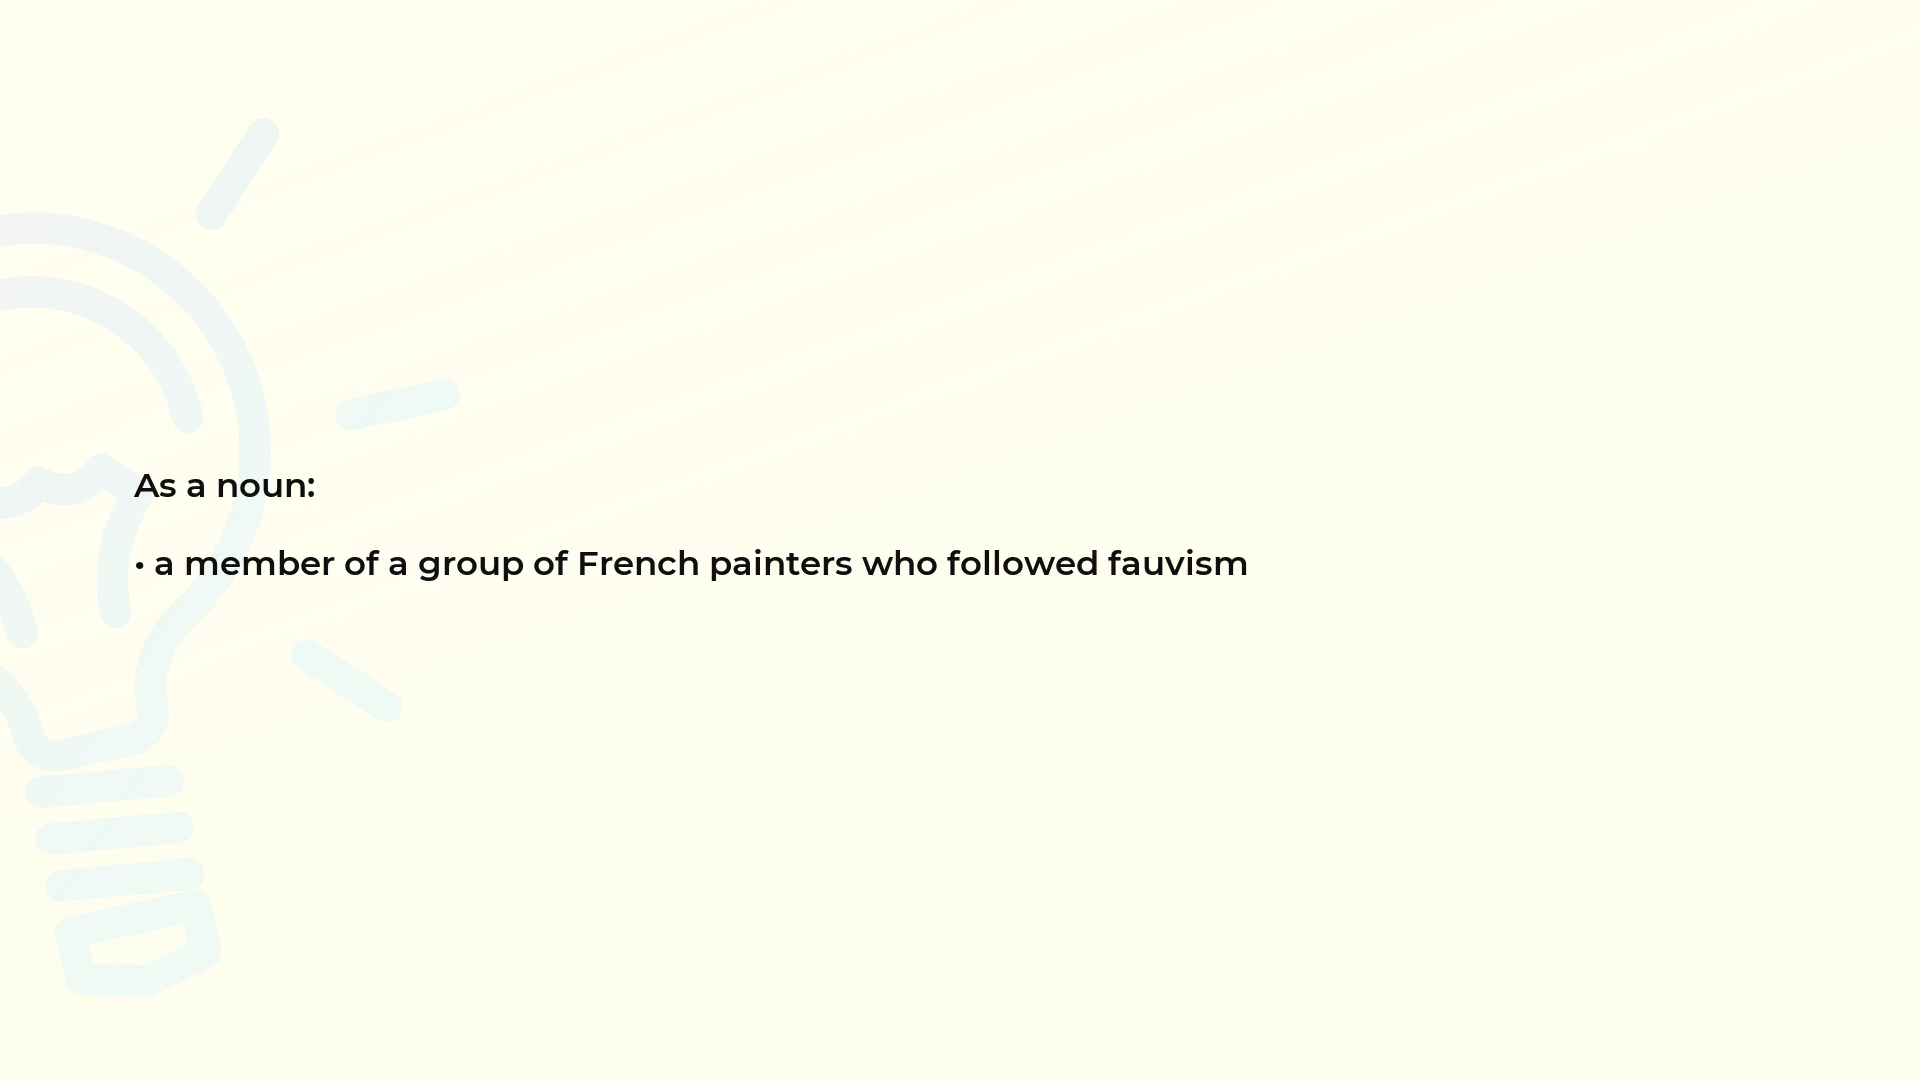 As a noun:
• a member of a group of French painters who followed fauvism